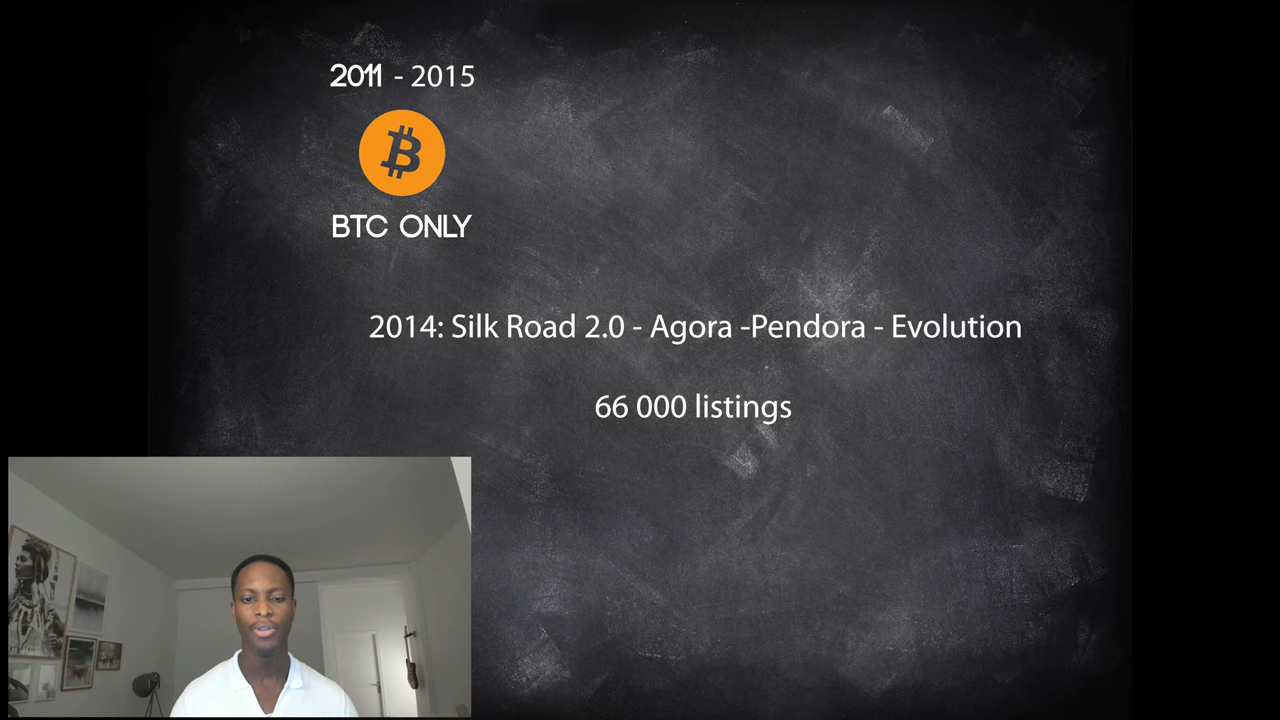 2011 - 2015
BTC ONLY
2014: Silk Road 2.0 - Agora -Pendora - Evolution
66 000 listings